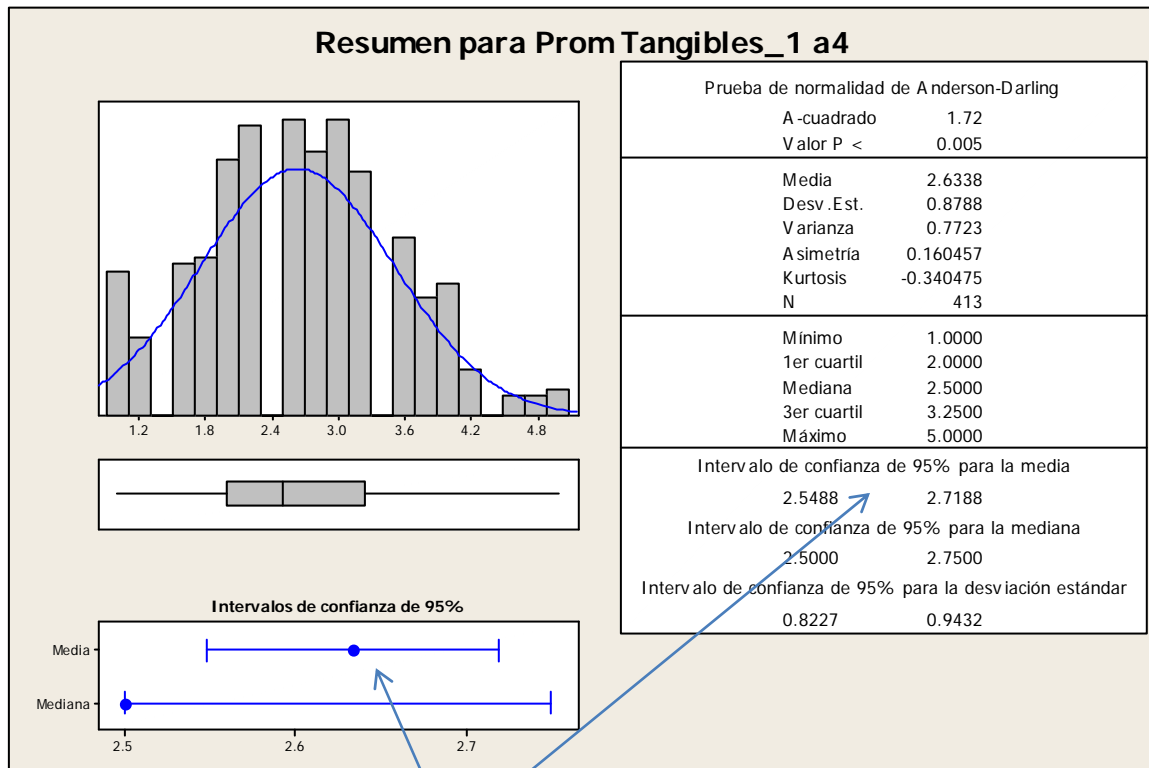 Resumen para Prom Tangibles_1 a4
Prueba de normalidad de Anderson-Darling
A-cuadrado 1.72
Valor P < 0.005
Media 2.6338
Desv.Est. 0.8788
Varianza 0.7723
Asimetría 0.160457
Kurtosis -0.340475
N 413
Mínimo 1.0000
1er cuartil 2.0000
Mediana 2.5000
3er cuartil 3.2500
Máximo 5.0000
Intervalo de confianza de 95% para la media
2.5488 2.7188
Intervalo de confianza de 95% para la mediana
2.5000 2.7500
Intervalo de confianza de 95% para la desviación estándar
0.8227 0.9432
1.2 1.8 2.4 3.0 3.6 4.2 4.8
Intervalos de confianza de 95%
Media
Mediana
2.5 2.6 2.7